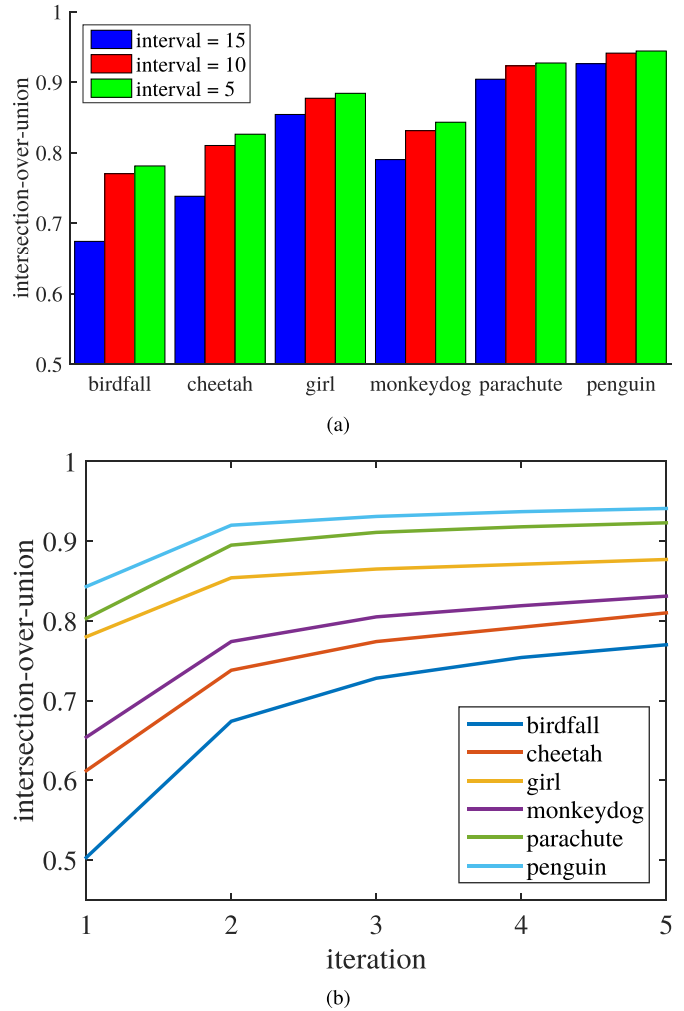 intersection-over-union
1
0.9
0.8
0.7
0.6
0.5
interval = 15
interval = 10
interval = 5
birdfall cheetah girl monkeydog parachute penguin
(a)
intersection-over-union
1
0.9
0.8
0.7
0.6
0.5
birdfall
cheetah
girl
monkeydog
parachute
penguin
1 2 3 4 5
iteration
(b)